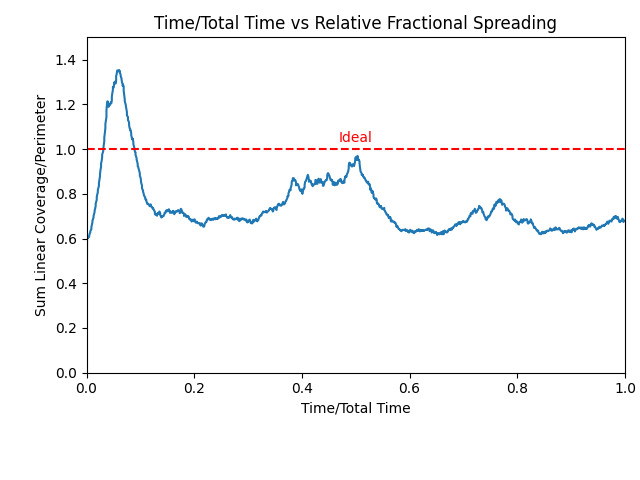 Time/Total Time vs Relative Fractional Spreading
Sum Linear Coverage/Perimeter
1.4
1.2
1.0
0.8
0.6
0.4
0.2
0.0
Ideal
0.0 0.2 0.4 0.6 0.8 1.0
Time/Total Time